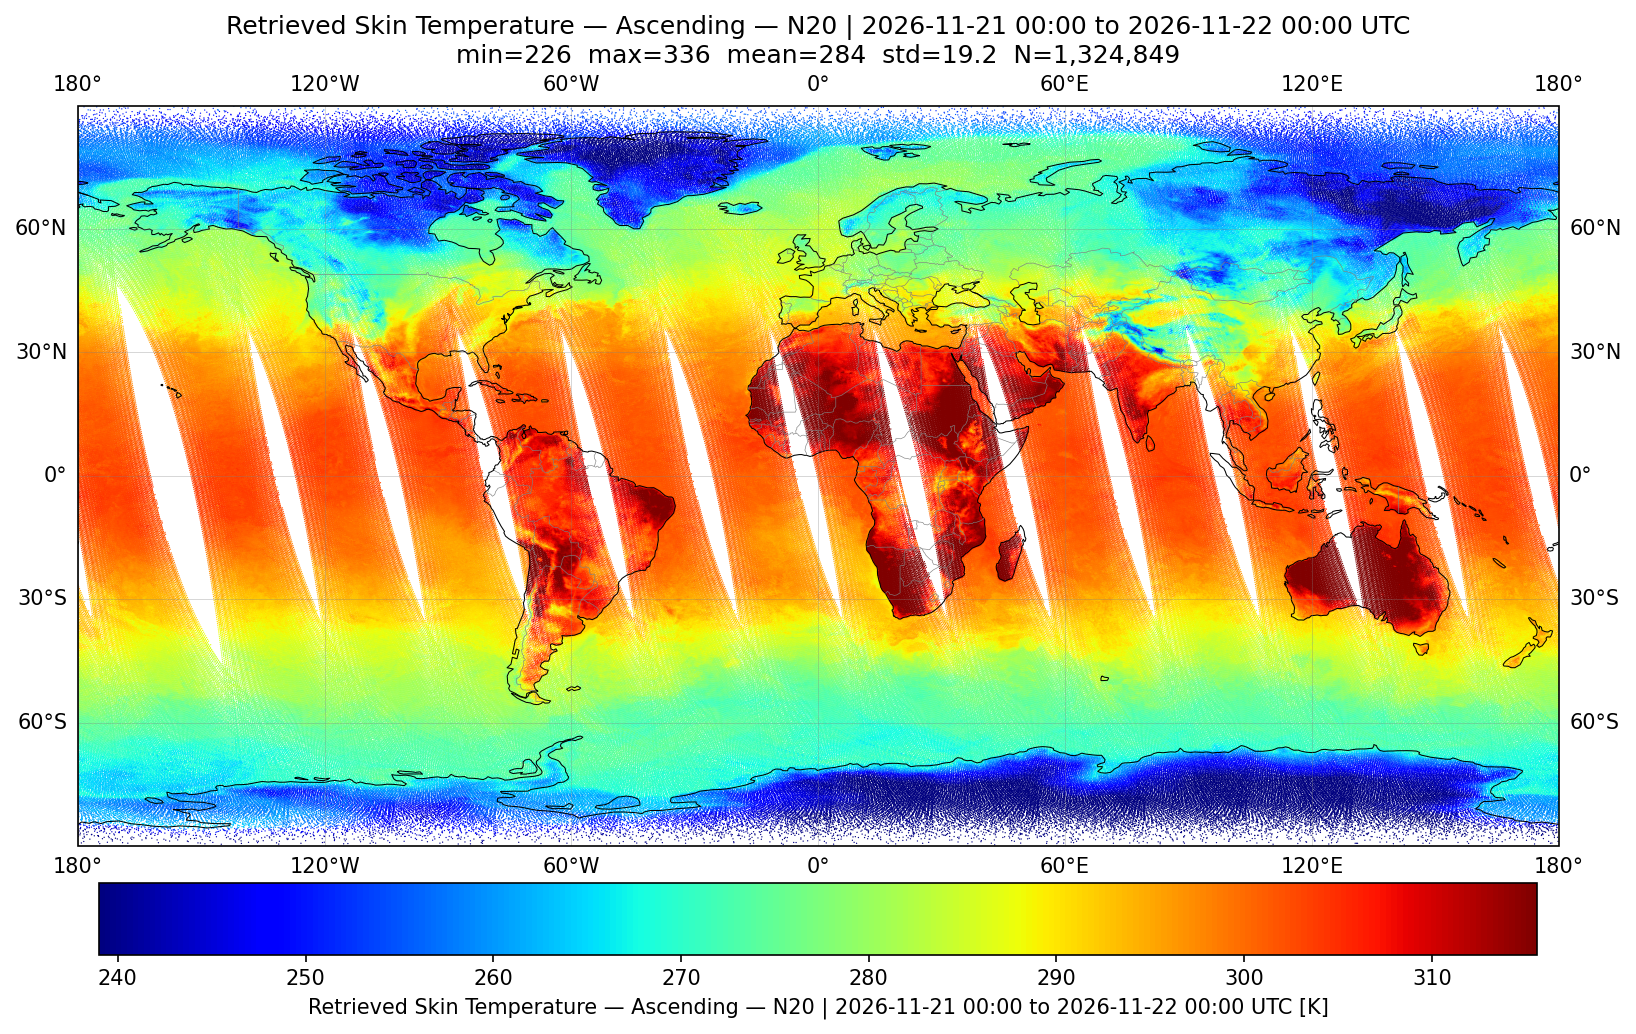 Retrieved Skin Temperature — Ascending — N20 | 2026-11-21 00:00 to 2026-11-22 00:00 UTC
min=226 max=336 mean=284 std=19.2 N=1,324,849
180° 120°W 60°W 0° 60°E 120°E 180°
60°N 60°N
30°N 30°N
0° 0°
30°S 30°S
60°S 60°S
180° 120°W 60°W 0° 60°E 120°E 180°
240 250 260 270 280 290 300 310
Retrieved Skin Temperature — Ascending — N20 | 2026-11-21 00:00 to 2026-11-22 00:00 UTC [K]